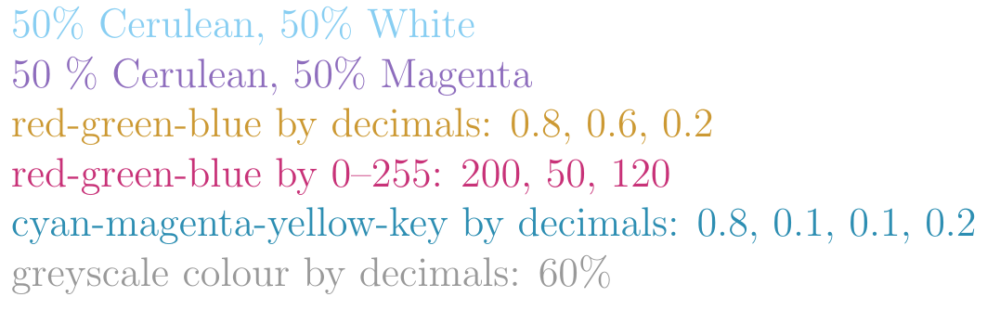 50% Cerulean, 50% White
50 % Cerulean, 50% Magenta
red-green-blue by decimals: 0.8, 0.6, 0.2
red-green-blue by 0–255: 200, 50, 120
cyan-magenta-yellow-key by decimals: 0.8, 0.1, 0.1, 0.2
greyscale colour by decimals: 60%